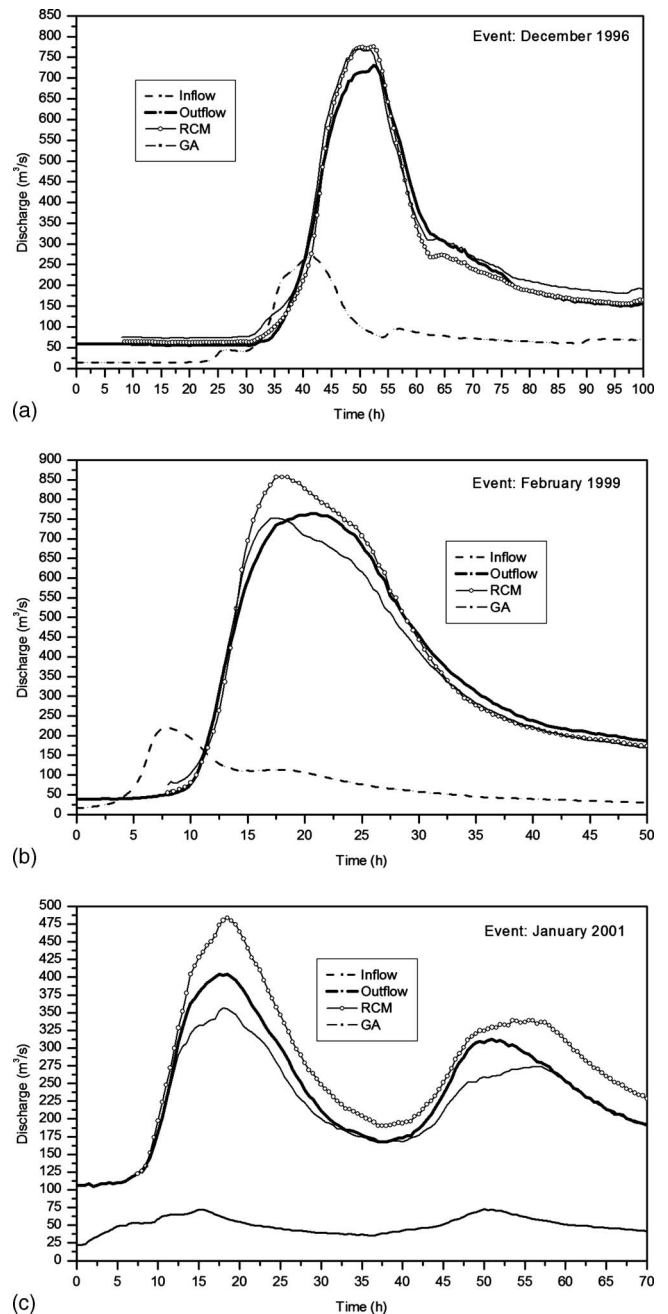 Event: December 1996
Inflow
Outflow
RCM
GA
Discharge (m³/s)
850
800
750
700
650
600
550
500
450
400
350
300
250
200
150
100
50
0
0 5 10 15 20 25 30 35 40 45 50 55 60 65 70 75 80 85 90 95 100
(a)
Time (h)
Event: February 1999
Inflow
Outflow
RCM
GA
Discharge (m³/s)
900
850
800
750
700
650
600
550
500
450
400
350
300
250
200
150
100
50
0
0 5 10 15 20 25 30 35 40 45 50
(b)
Time (h)
Event: January 2001
Inflow
Outflow
RCM
GA
Discharge (m³/s)
500
475
450
425
400
375
350
325
300
275
250
225
200
175
150
125
100
75
50
25
0
0 5 10 15 20 25 30 35 40 45 50 55 60 65 70
(c)
Time (h)